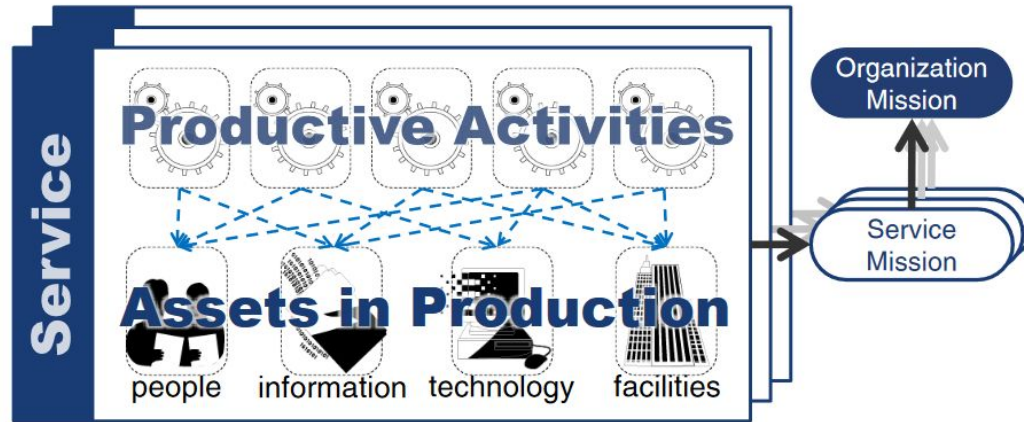 Service
Productive Activities
Assets in Production
people
information
technology
facilities
Organization
Mission
Service
Mission